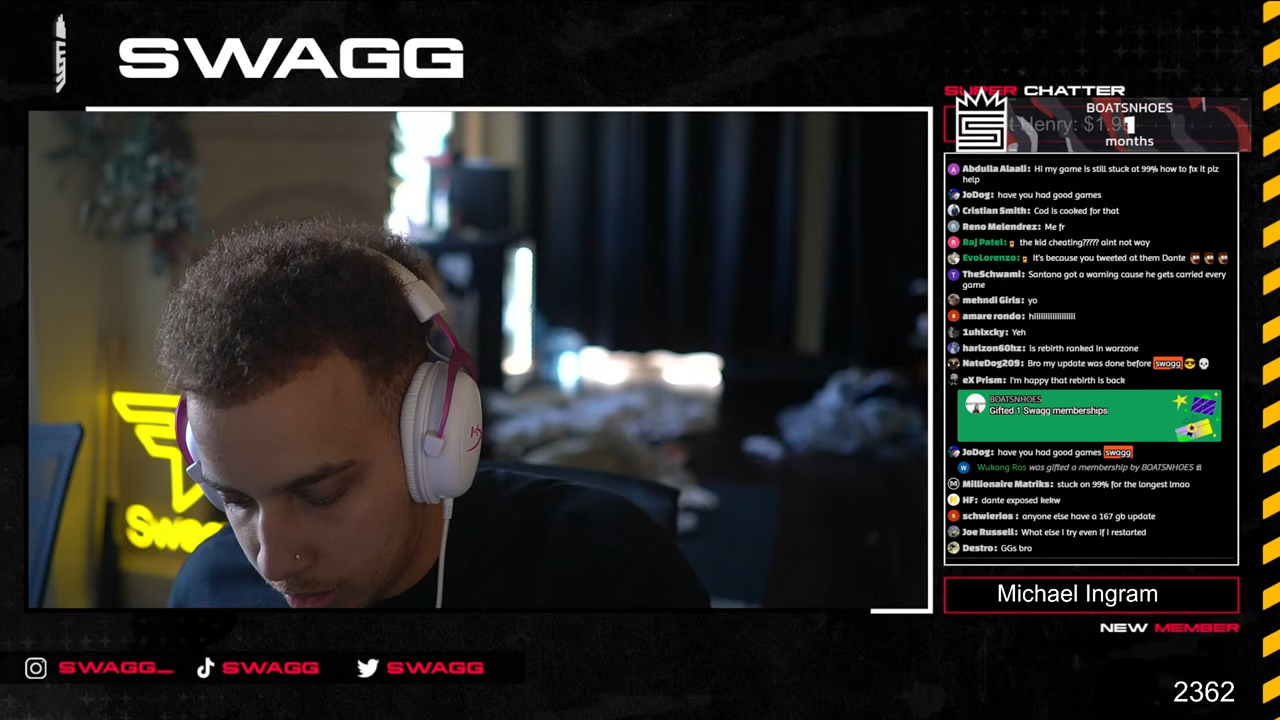 SWAGG
SUPER CHATTER
BOATSNHOES
t Henry: $1.9
1
months
Abdulla Alaali: Hi my game is still stuck at 99% how to fix it plz
help
JoDog: have you had good games
Cristian Smith: Cod is cooked for that
Reno Melendrez: Me fr
Raj Patel: the kid cheating????? aint not way
EvoLorenzo: It's because you tweeted at them Dante
TheSchwami: Santana got a warning cause he gets carried every
game
mehndi Girls: yo
amare rondo: hiiiiiiiiiiiiiiiiii
1uhlxcky: Yeh
har1zon60hz: is rebirth ranked in warzone
NateDog209: Bro my update was done before swagg
eX Prism: I'm happy that rebirth is back
BOATSNHOES
Gifted 1 Swagg memberships
JoDog: have you had good games swagg
Wukong Ras was gifted a membership by BOATSNHOES
Millionaire Matriks: stuck on 99% for the longest lmao
HF: dante exposed kekw
schwierios : anyone else have a 167 gb update
Joe Russell: What else i try even if I restarted
Destro: GGs bro
Michael Ingram
NEW MEMBER
SWAGG_ SWAGG SWAGG
2362